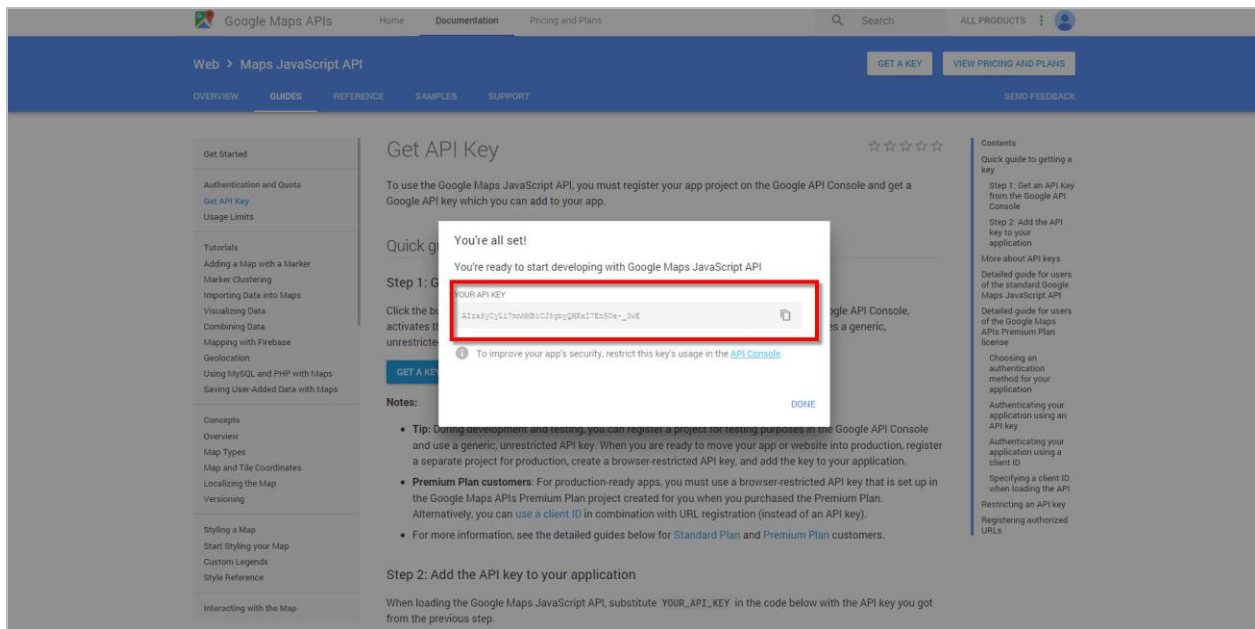 Google Maps APIs Home Documentation Pricing and Plans Search ALL PRODUCTS
Web > Maps JavaScript API GET A KEY VIEW PRICING AND PLANS
OVERVIEW GUIDES REFERENCE SAMPLES SUPPORT SEND FEEDBACK
Get Started
Authentication and Quota
Get API Key
Usage Limits
Tutorials
Adding a Map with a Marker
Marker Clustering
Importing Data into Maps
Visualizing Data
Combining Data
Mapping with Firebase
Geolocation
Using MySQL and PHP with Maps
Saving User-Added Data with Maps
Concepts
Overview
Map Types
Map and Tile Coordinates
Localizing the Map
Versioning
Styling a Map
Start Styling your Map
Custom Legends
Style Reference
Interacting with the Map
Get API Key
To use the Google Maps JavaScript API, you must register your app project on the Google API Console and get a
Google API key which you can add to your app.
Quick g
Step 1: G
Click the bu ogle API Console,
activates th es a generic,
unrestricte
GET A KE
You're all set!
You're ready to start developing with Google Maps JavaScript API
YOUR API KEY
To improve your app's security, restrict this key's usage in the API Console.
DONE
Notes:
• Tip: During development and testing, you can register a project for testing purposes in the Google API Console
and use a generic, unrestricted API key. When you are ready to move your app or website into production, register
a separate project for production, create a browser-restricted API key, and add the key to your application.
• Premium Plan customers: For production-ready apps, you must use a browser-restricted API key that is set up in
the Google Maps APIs Premium Plan project created for you when you purchased the Premium Plan.
Alternatively, you can use a client ID in combination with URL registration (instead of an API key).
• For more information, see the detailed guides below for Standard Plan and Premium Plan customers.
Step 2: Add the API key to your application
When loading the Google Maps JavaScript API, substitute YOUR_API_KEY in the code below with the API key you got
from the previous step.
Contents
Quick guide to getting a
key
Step 1: Get an API Key
from the Google API
Console
Step 2: Add the API
key to your
application
More about API keys
Detailed guide for users
of the standard Google
Maps JavaScript API
Detailed guide for users
of the Google Maps
APIs Premium Plan
license
Choosing an
authentication
method for your
application
Authenticating your
application using an
API key
Authenticating your
application using a
client ID
Specifying a client ID
when loading the API
Restricting an API key
Registering authorized
URLs